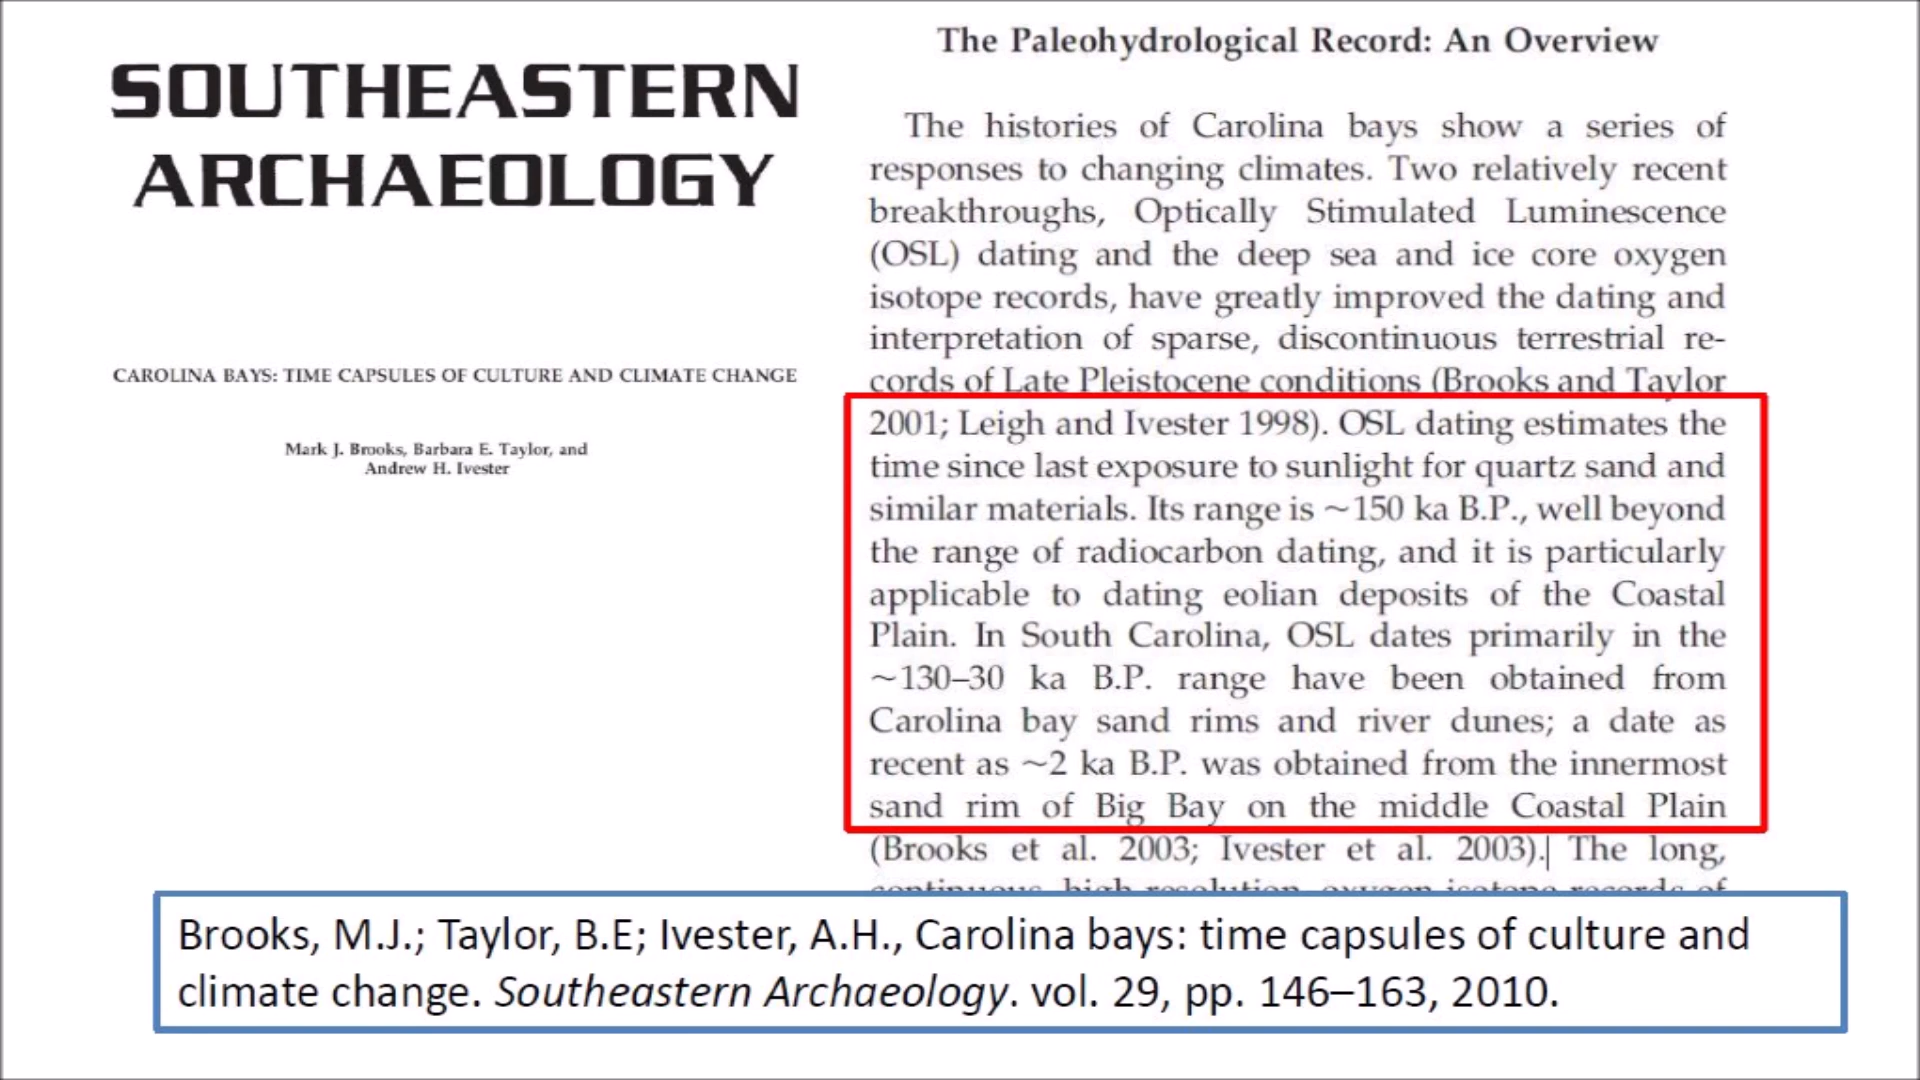 SOUTHEASTERN
ARCHAEOLOGY
CAROLINA BAYS: TIME CAPSULES OF CULTURE AND CLIMATE CHANGE
Mark J. Brooks, Barbara E. Taylor, and
Andrew H. Ivester
The Paleohydrological Record: An Overview
The histories of Carolina bays show a series of
responses to changing climates. Two relatively recent
breakthroughs, Optically Stimulated Luminescence
(OSL) dating and the deep sea and ice core oxygen
isotope records, have greatly improved the dating and
interpretation of sparse, discontinuous terrestrial re-
cords of Late Pleistocene conditions (Brooks and Taylor
2001; Leigh and Ivester 1998). OSL dating estimates the
time since last exposure to sunlight for quartz sand and
similar materials. Its range is ~150 ka B.P., well beyond
the range of radiocarbon dating, and it is particularly
applicable to dating eolian deposits of the Coastal
Plain. In South Carolina, OSL dates primarily in the
~130–30 ka B.P. range have been obtained from
Carolina bay sand rims and river dunes; a date as
recent as ~2 ka B.P. was obtained from the innermost
sand rim of Big Bay on the middle Coastal Plain
(Brooks et al. 2003; Ivester et al. 2003). The long,
continuous, high-resolution, oxygen isotope records of
Brooks, M.J.; Taylor, B.E; Ivester, A.H., Carolina bays: time capsules of culture and
climate change. Southeastern Archaeology. vol. 29, pp. 146–163, 2010.